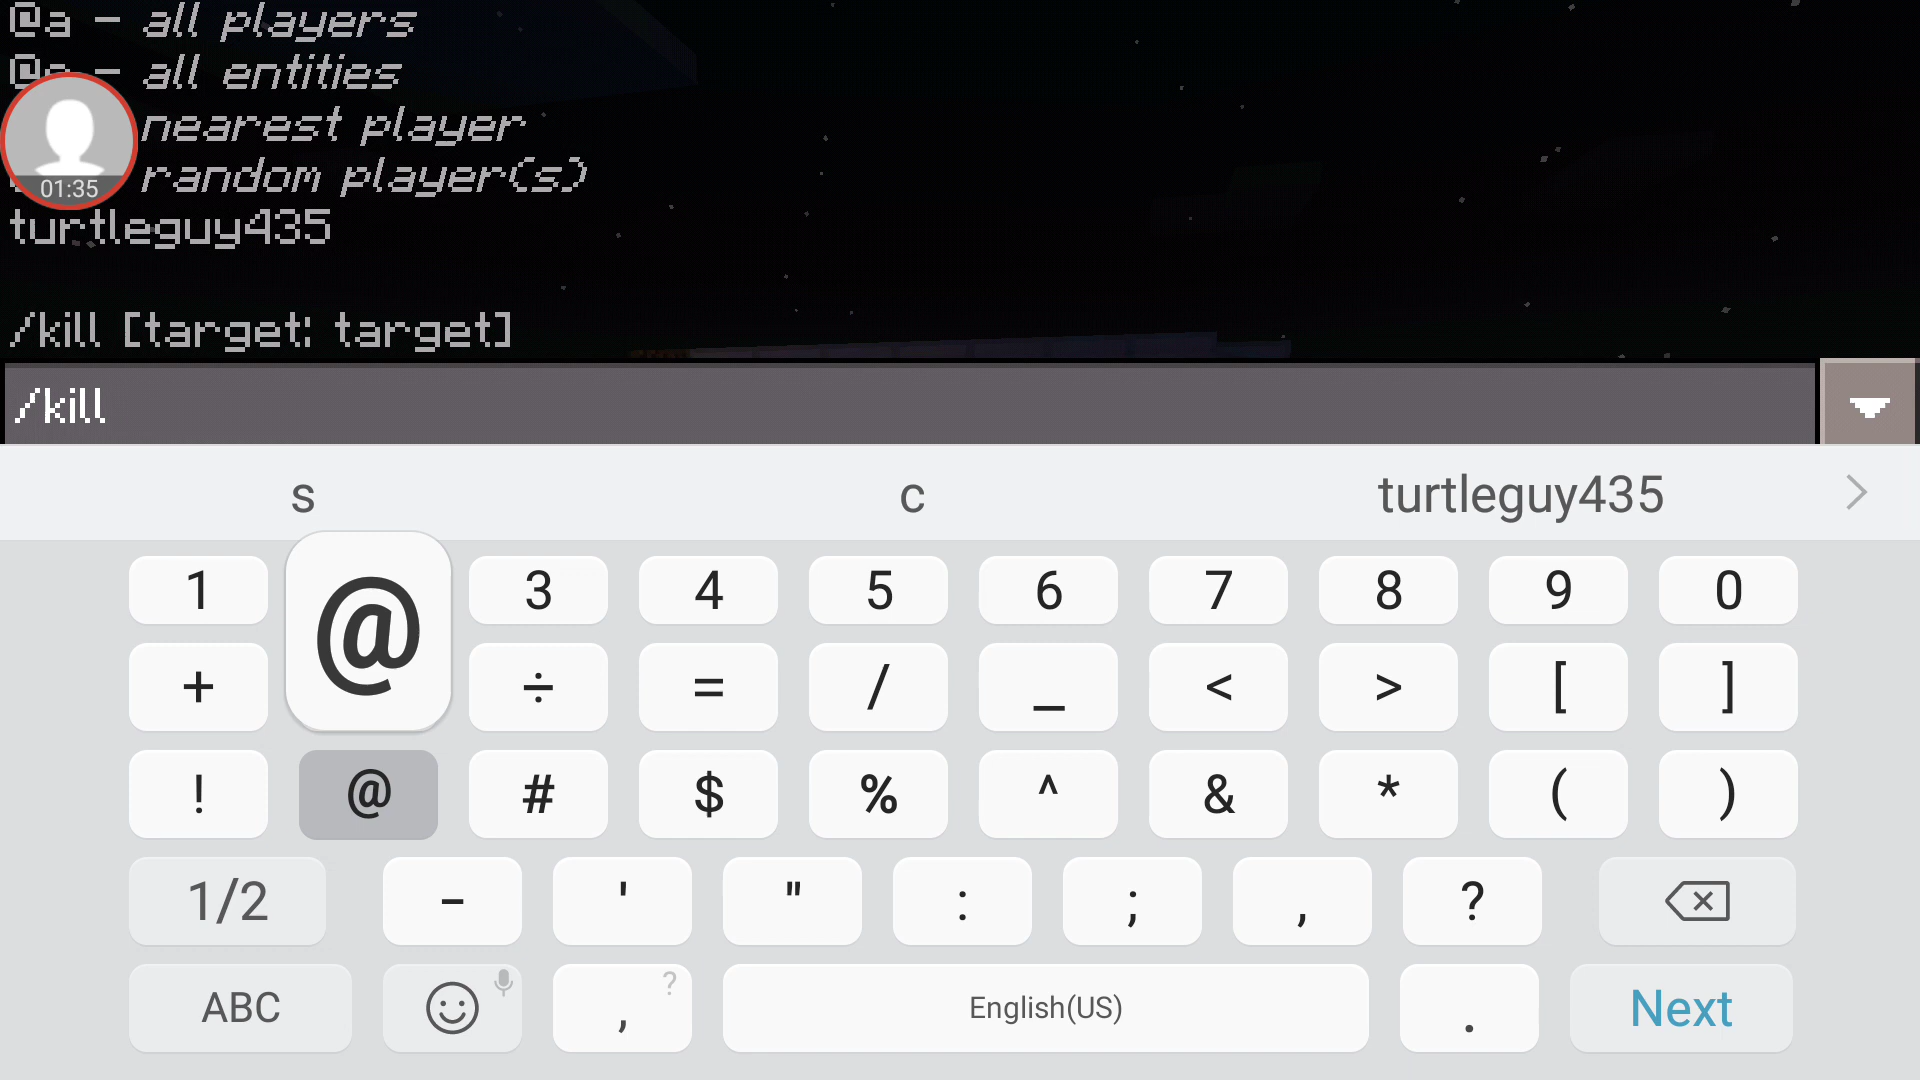 @a - all players
- all entities
nearest player
random player(s)
01:35
turtleguy435
/kill [target: target]
/kill
s c turtleguy435
1 @ 3 4 5 6 7 8 9 0
+ ÷ = / _ < > [ ]
! @ # $ % ^ & * ( )
1/2 - ' " : ; , ?
ABC , ? English(US) . Next